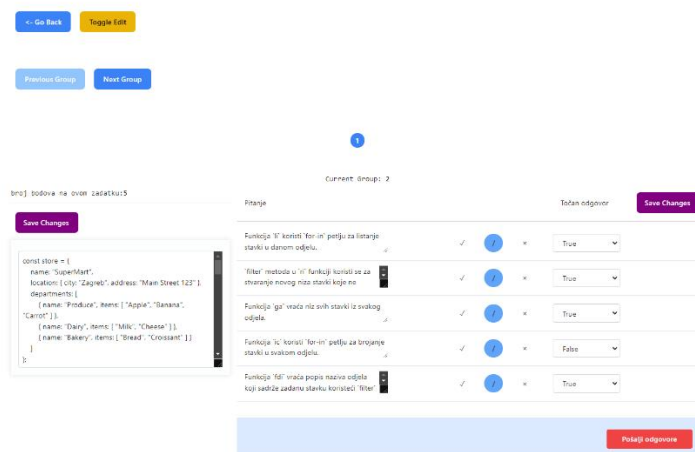 <- Go Back
Toggle Edit
Previous Group
Next Group
1
Current Group: 2
broj bodova na ovom zadatku:5
Save Changes
const store = {
name: "SuperMart",
location: { city: "Zagreb", address: "Main Street 123" },
departments: [
{ name: "Produce", items: [ "Apple", "Banana",
"Carrot" ] },
{ name: "Dairy", items: [ "Milk", "Cheese" ] },
{ name: "Bakery", items: [ "Bread", "Croissant" ] }
]
};
Pitanje
Točan odgovor
Save Changes
Funkcija `li` koristi `for-in` petlju za listanje
stavki u danom odjelu.
✓ / × True
`filter` metoda u `ri` funkciji koristi se za
stvaranje novog niza stavki koje ne
✓ / × True
Funkcija `ga` vraća niz svih stavki iz svakog
odjela.
✓ / × True
Funkcija `ic` koristi `for-in` petlju za brojanje
stavki u svakom odjelu.
✓ / × False
Funkcija `fdi` vraća popis naziva odjela
koji sadrže zadanu stavku koristeći `filter`
✓ / × True
Pošalji odgovore